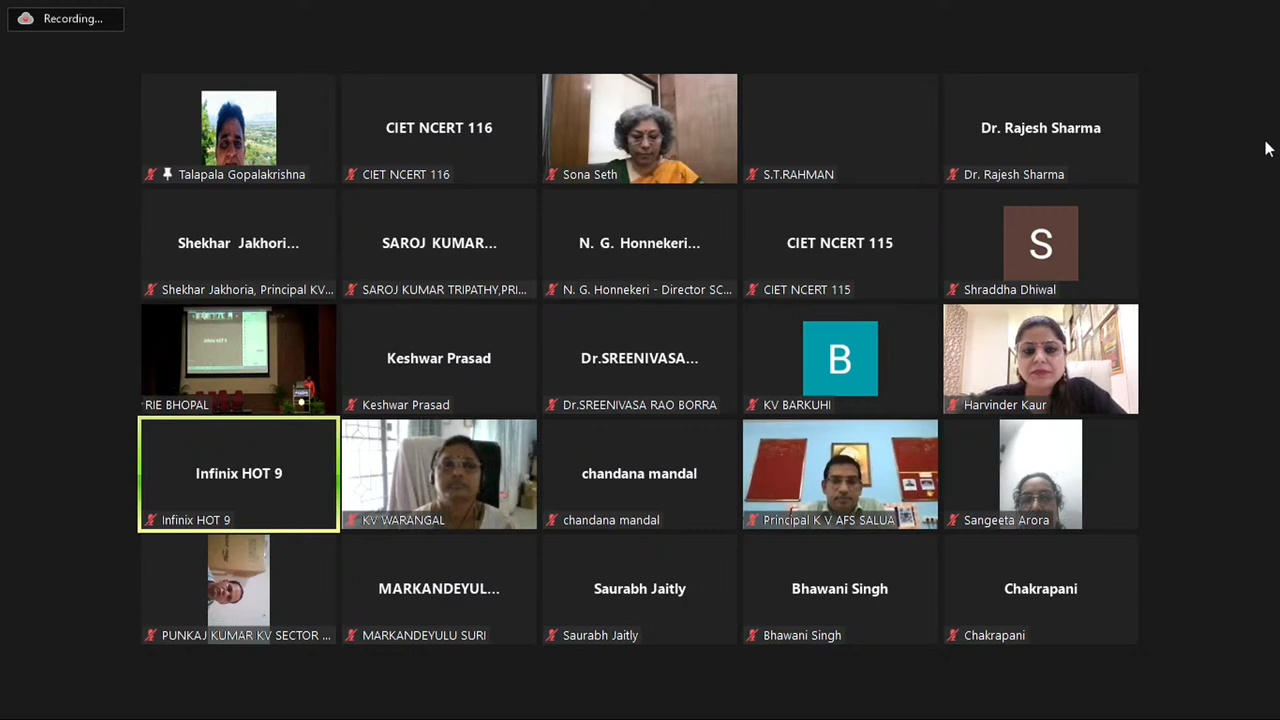 Recording...
Talapala Gopalakrishna
CIET NCERT 116
CIET NCERT 116
Sona Seth
S.T.RAHMAN
Dr. Rajesh Sharma
Dr. Rajesh Sharma
Shekhar Jakhori...
Shekhar Jakhoria, Principal KV...
SAROJ KUMAR...
SAROJ KUMAR TRIPATHY,PRI...
N. G. Honnekeri...
N. G. Honnekeri - Director SC...
CIET NCERT 115
CIET NCERT 115
S
Shraddha Dhiwal
RIE BHOPAL
Keshwar Prasad
Keshwar Prasad
Dr.SREENIVASA...
Dr.SREENIVASA RAO BORRA
B
KV BARKUHI
Harvinder Kaur
Infinix HOT 9
Infinix HOT 9
KV WARANGAL
chandana mandal
chandana mandal
Principal K V AFS SALUA
Sangeeta Arora
PUNKAJ KUMAR KV SECTOR ...
MARKANDEYUL...
MARKANDEYULU SURI
Saurabh Jaitly
Saurabh Jaitly
Bhawani Singh
Bhawani Singh
Chakrapani
Chakrapani